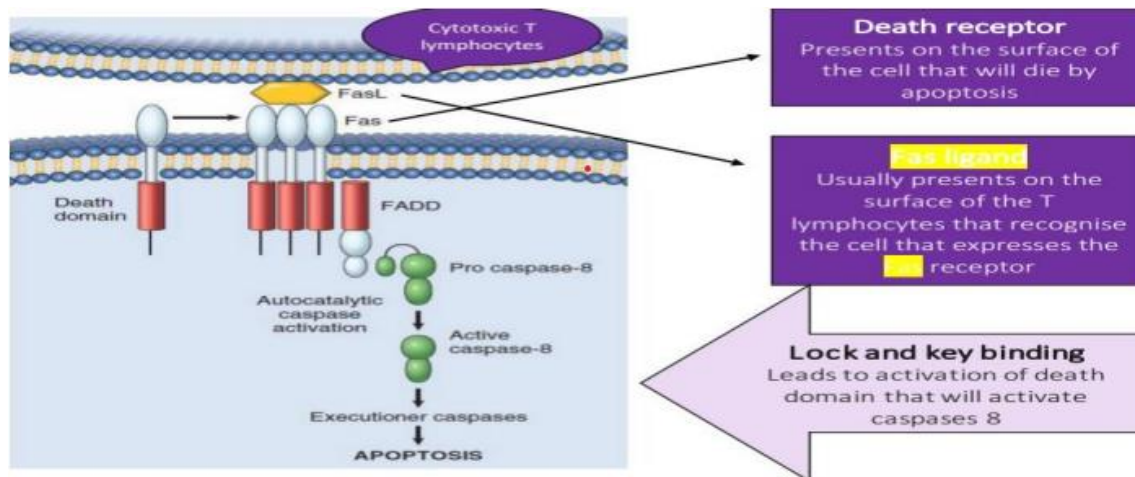 Cytotoxic T
lymphocytes
FasL
Fas
Death
domain
FADD
Pro caspase-8
Autocatalytic
caspase
activation
Active
caspase-8
Executioner caspases
APOPTOSIS
Death receptor
Presents on the surface of
the cell that will die by
apoptosis
Fas ligand
Usually presents on the
surface of the T
lymphocytes that recognise
the cell that expresses the
Fas receptor
Lock and key binding
Leads to activation of death
domain that will activate
caspases 8